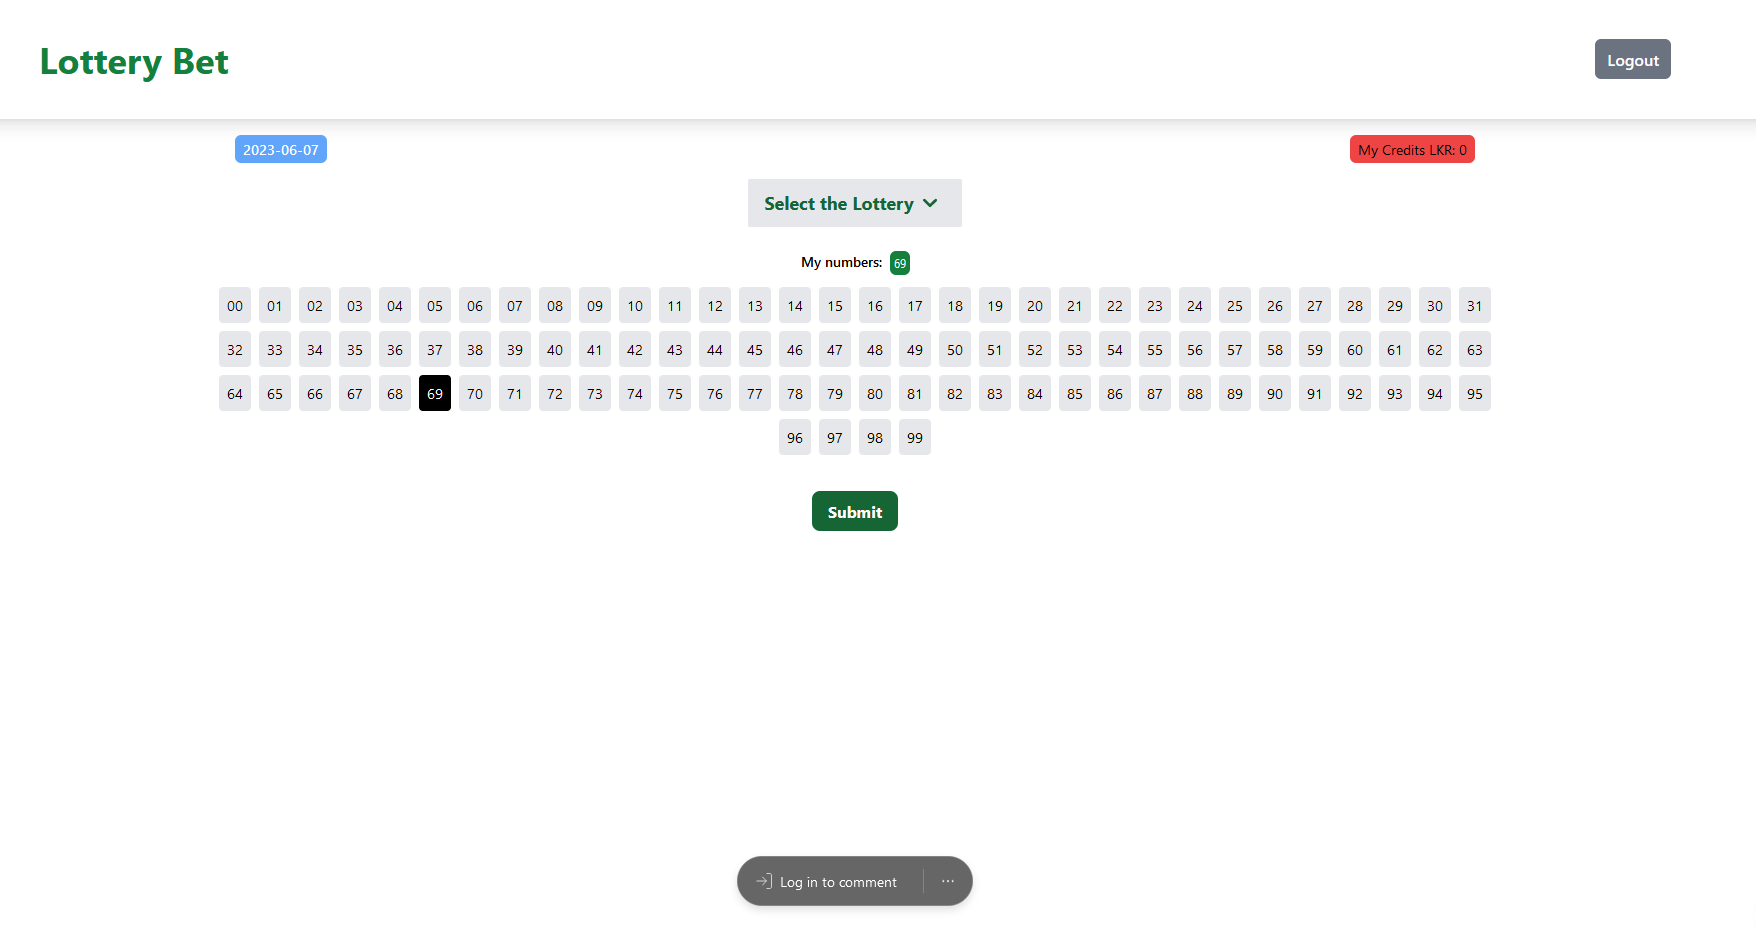 Lottery Bet
Logout
2023-06-07
My Credits LKR: 0
Select the Lottery
My numbers: 69
00 01 02 03 04 05 06 07 08 09 10 11 12 13 14 15 16 17 18 19 20 21 22 23 24 25 26 27 28 29 30 31
32 33 34 35 36 37 38 39 40 41 42 43 44 45 46 47 48 49 50 51 52 53 54 55 56 57 58 59 60 61 62 63
64 65 66 67 68 69 70 71 72 73 74 75 76 77 78 79 80 81 82 83 84 85 86 87 88 89 90 91 92 93 94 95
96 97 98 99
Submit
Log in to comment